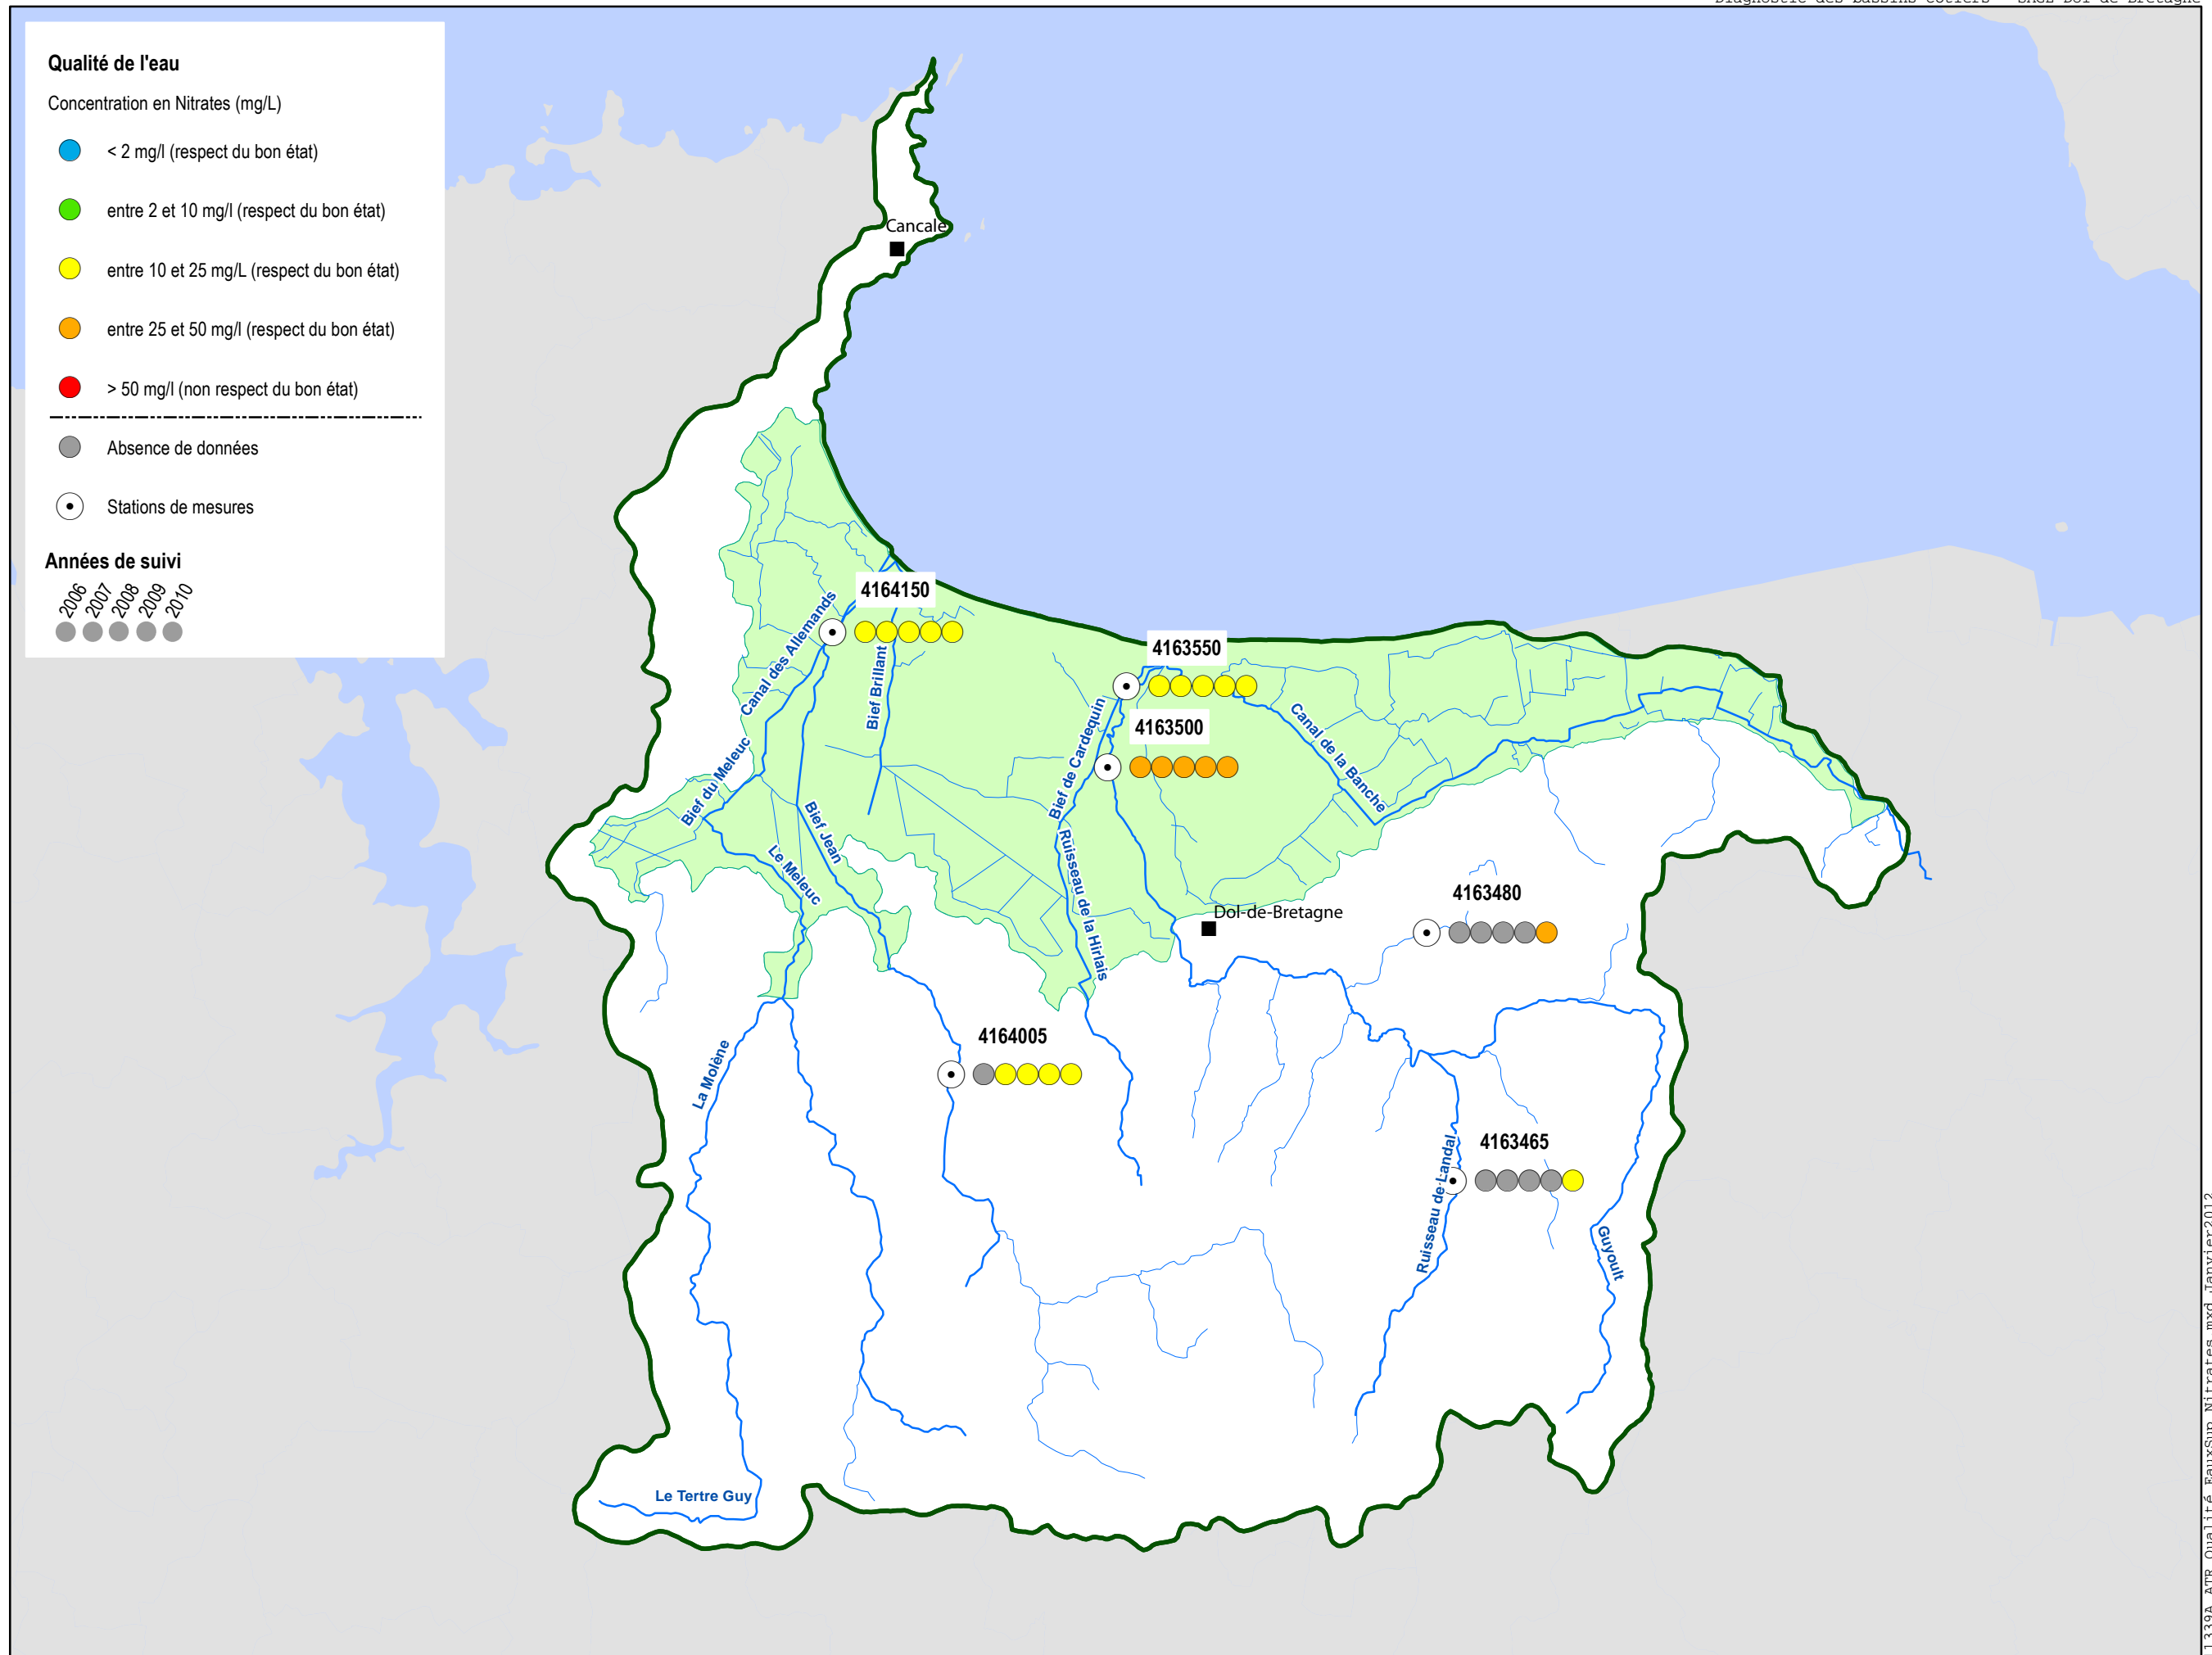 Qualité de l'eau
Concentration en Nitrates (mg/L)
< 2 mg/l (respect du bon état)
entre 2 et 10 mg/l (respect du bon état)
entre 10 et 25 mg/L (respect du bon état)
entre 25 et 50 mg/l (respect du bon état)
> 50 mg/l (non respect du bon état)
Absence de données
Stations de mesures
Années de suivi
2006
2007
2008
2009
2010
Cancale
4164150
Canal des Allemands
Bief Brillant
Bief du Meleuc
Bief Jean
Le Meleuc
4163550
4163500
Bief de Cardequin
Canal de la Banche
Ruisseau de la Hirlais
Dol-de-Bretagne
4163480
4164005
La Molène
4163465
Ruisseau de Landal
Guyoult
Le Tertre Guy
1339A_ATR_Qualité_EauxSup_Nitrates.mxd Janvier2012